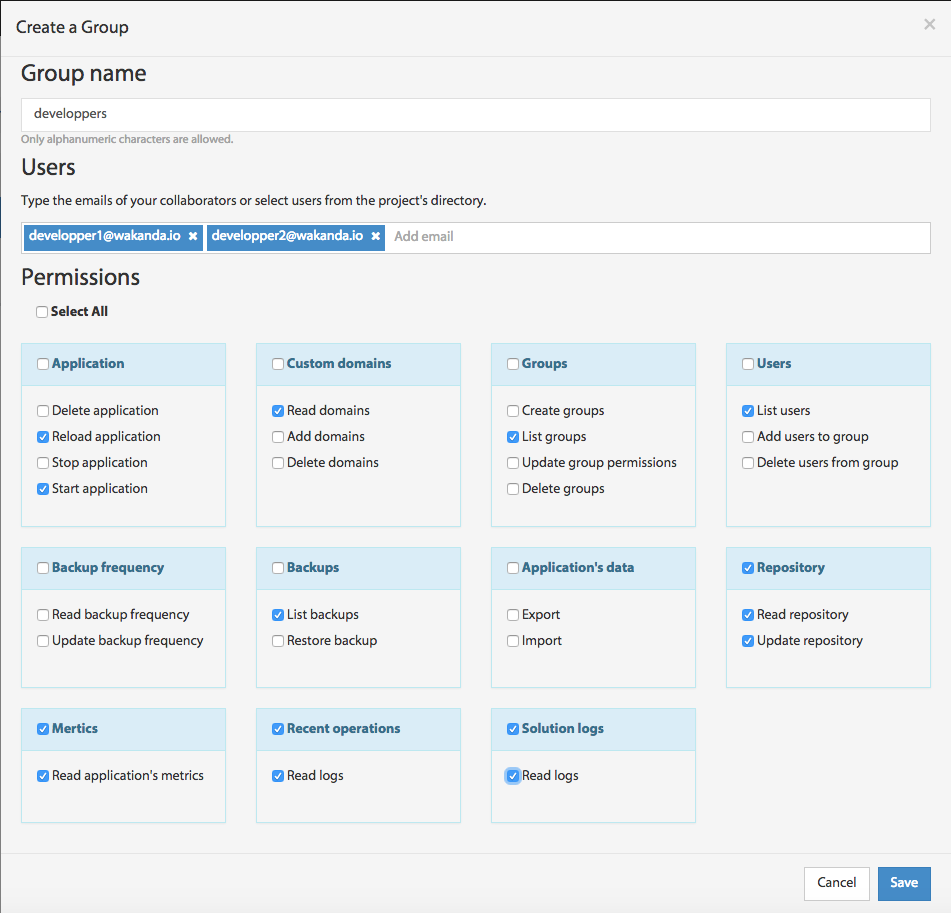 Create a Group ×
Group name
developpers
Only alphanumeric characters are allowed.
Users
Type the emails of your collaborators or select users from the project's directory.
developper1@wakanda.io × developper2@wakanda.io × Add email
Permissions
Select All
Application
Delete application
Reload application
Stop application
Start application
Custom domains
Read domains
Add domains
Delete domains
Groups
Create groups
List groups
Update group permissions
Delete groups
Users
List users
Add users to group
Delete users from group
Backup frequency
Read backup frequency
Update backup frequency
Backups
List backups
Restore backup
Application's data
Export
Import
Repository
Read repository
Update repository
Mertics
Read application's metrics
Recent operations
Read logs
Solution logs
Read logs
Cancel Save